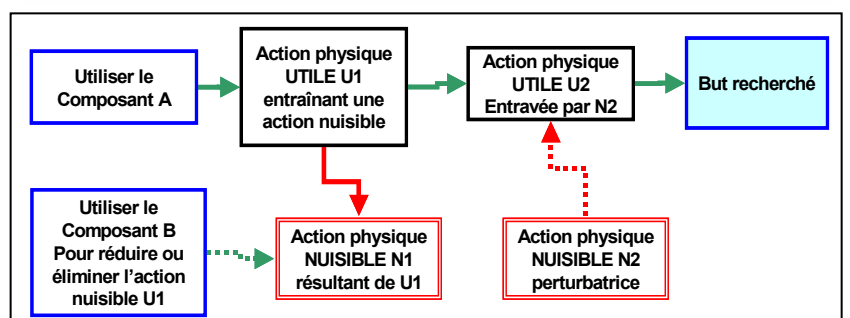 Utiliser le
Composant A
Action physique
UTILE U1
entraînant une
action nuisible
Action physique
UTILE U2
Entravée par N2
But recherché
Utiliser le
Composant B
Pour réduire ou
éliminer l'action
nuisible U1
Action physique
NUISIBLE N1
résultant de U1
Action physique
NUISIBLE N2
perturbatrice